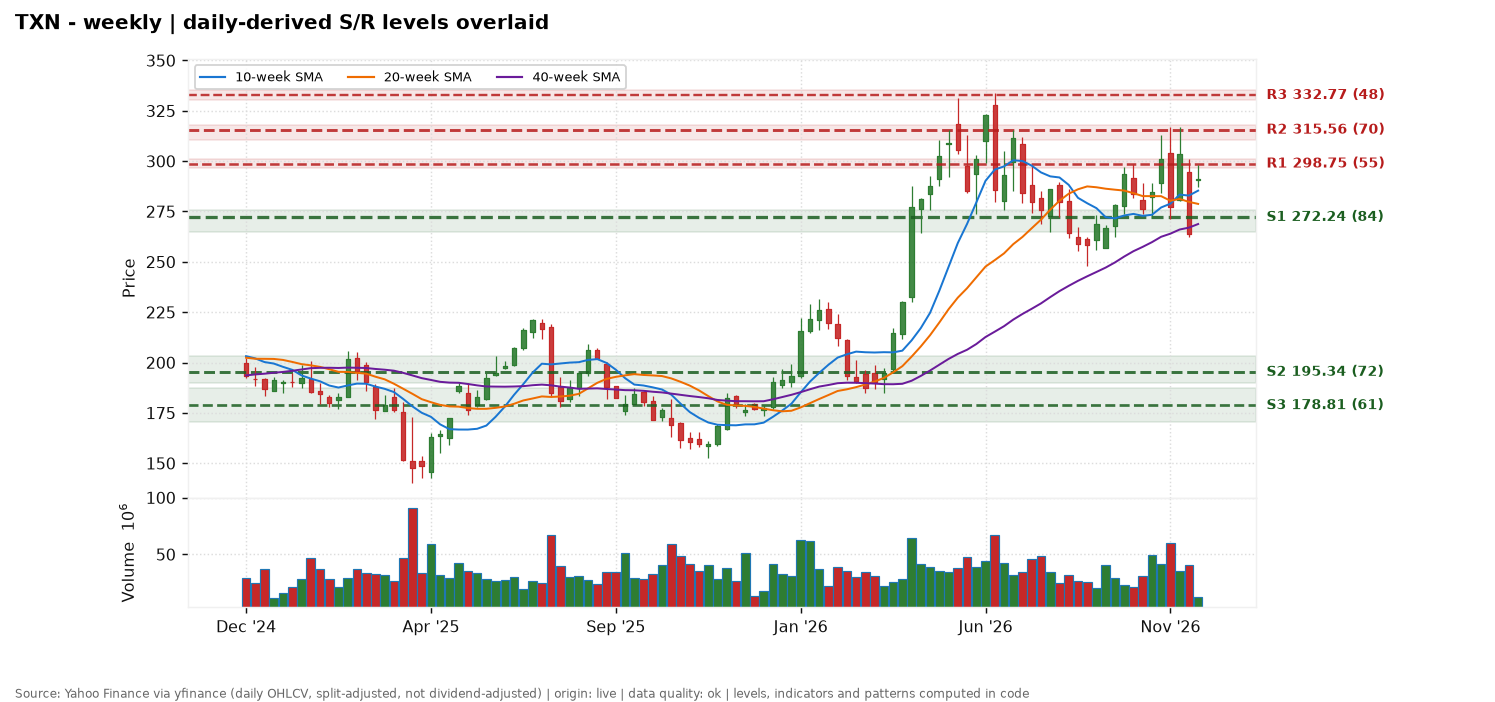 TXN - weekly | daily-derived S/R levels overlaid
10-week SMA 20-week SMA 40-week SMA
350
325
300
275
250
225
200
175
150
Price
R3 332.77 (48)
R2 315.56 (70)
R1 298.75 (55)
S1 272.24 (84)
S2 195.34 (72)
S3 178.81 (61)
100
50
Volume 10⁶
Dec '24 Apr '25 Sep '25 Jan '26 Jun '26 Nov '26
Source: Yahoo Finance via yfinance (daily OHLCV, split-adjusted, not dividend-adjusted) | origin: live | data quality: ok | levels, indicators and patterns computed in code